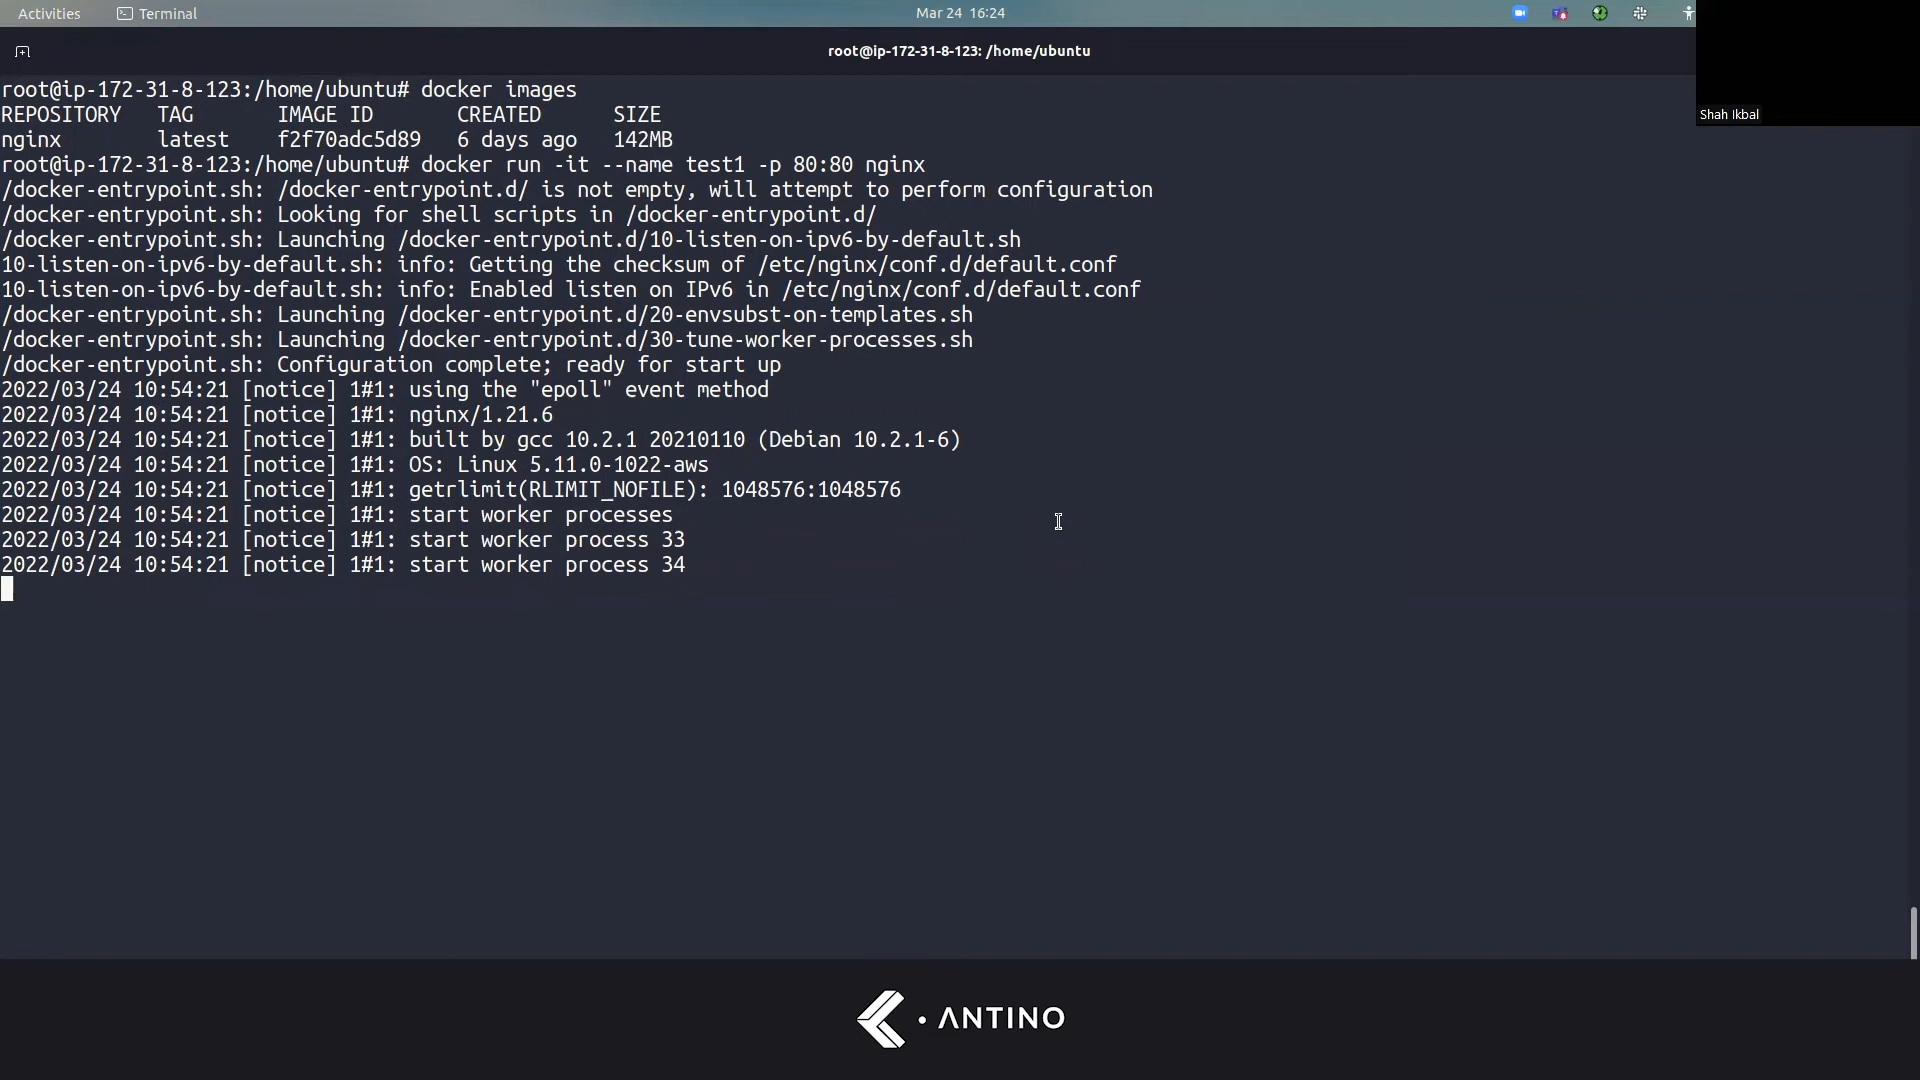 Activities Terminal Mar 24 16:24
root@ip-172-31-8-123: /home/ubuntu
Shah Ikbal
root@ip-172-31-8-123:/home/ubuntu# docker images
REPOSITORY   TAG       IMAGE ID       CREATED      SIZE
nginx        latest    f2f70adc5d89   6 days ago   142MB
root@ip-172-31-8-123:/home/ubuntu# docker run -it --name test1 -p 80:80 nginx
/docker-entrypoint.sh: /docker-entrypoint.d/ is not empty, will attempt to perform configuration
/docker-entrypoint.sh: Looking for shell scripts in /docker-entrypoint.d/
/docker-entrypoint.sh: Launching /docker-entrypoint.d/10-listen-on-ipv6-by-default.sh
10-listen-on-ipv6-by-default.sh: info: Getting the checksum of /etc/nginx/conf.d/default.conf
10-listen-on-ipv6-by-default.sh: info: Enabled listen on IPv6 in /etc/nginx/conf.d/default.conf
/docker-entrypoint.sh: Launching /docker-entrypoint.d/20-envsubst-on-templates.sh
/docker-entrypoint.sh: Launching /docker-entrypoint.d/30-tune-worker-processes.sh
/docker-entrypoint.sh: Configuration complete; ready for start up
2022/03/24 10:54:21 [notice] 1#1: using the "epoll" event method
2022/03/24 10:54:21 [notice] 1#1: nginx/1.21.6
2022/03/24 10:54:21 [notice] 1#1: built by gcc 10.2.1 20210110 (Debian 10.2.1-6)
2022/03/24 10:54:21 [notice] 1#1: OS: Linux 5.11.0-1022-aws
2022/03/24 10:54:21 [notice] 1#1: getrlimit(RLIMIT_NOFILE): 1048576:1048576
2022/03/24 10:54:21 [notice] 1#1: start worker processes
2022/03/24 10:54:21 [notice] 1#1: start worker process 33
2022/03/24 10:54:21 [notice] 1#1: start worker process 34
ANTINO